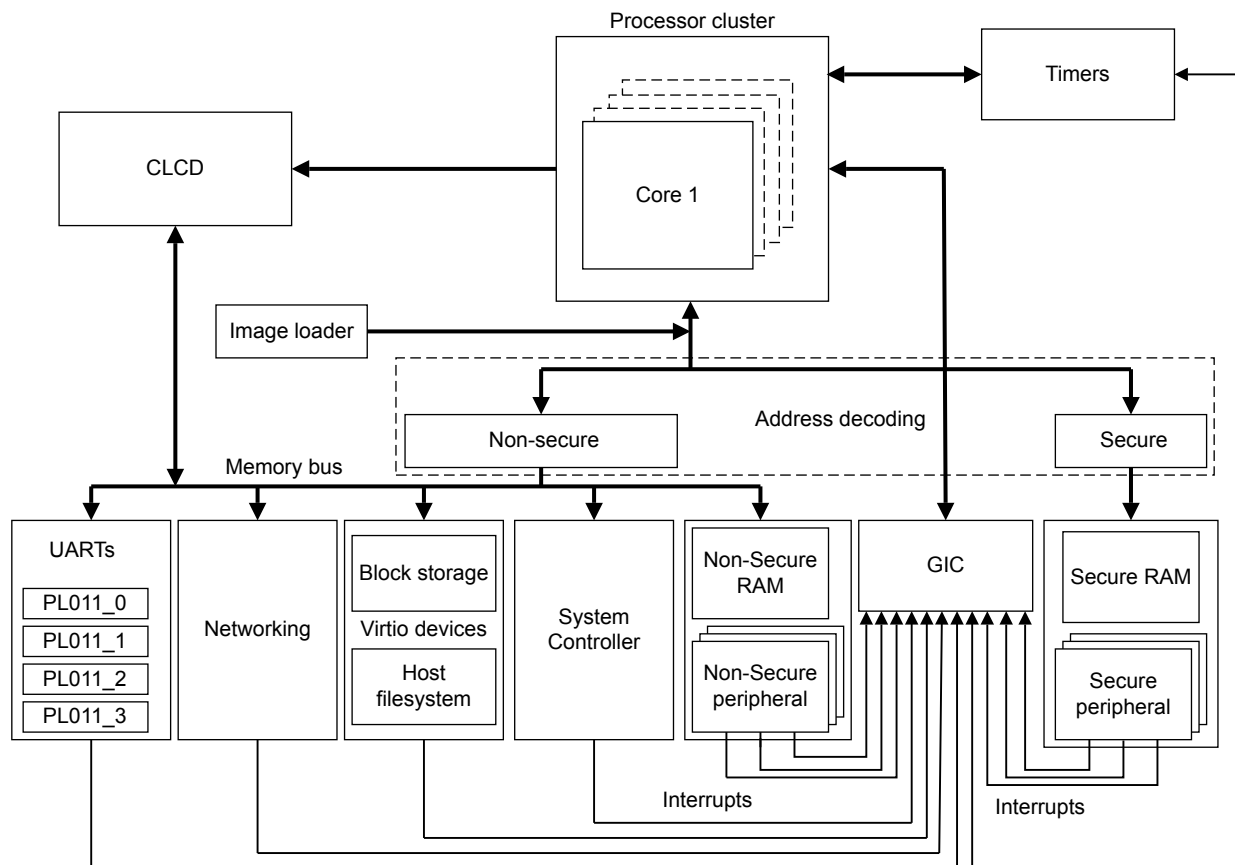 Processor cluster
Timers
CLCD
Core 1
Image loader
Address decoding
Non-secure
Secure
Memory bus
UARTs
PL011_0
PL011_1
PL011_2
PL011_3
Networking
Block storage
Virtio devices
Host
filesystem
System
Controller
Non-Secure
RAM
Non-Secure
peripheral
GIC
Secure RAM
Secure
peripheral
Interrupts
Interrupts